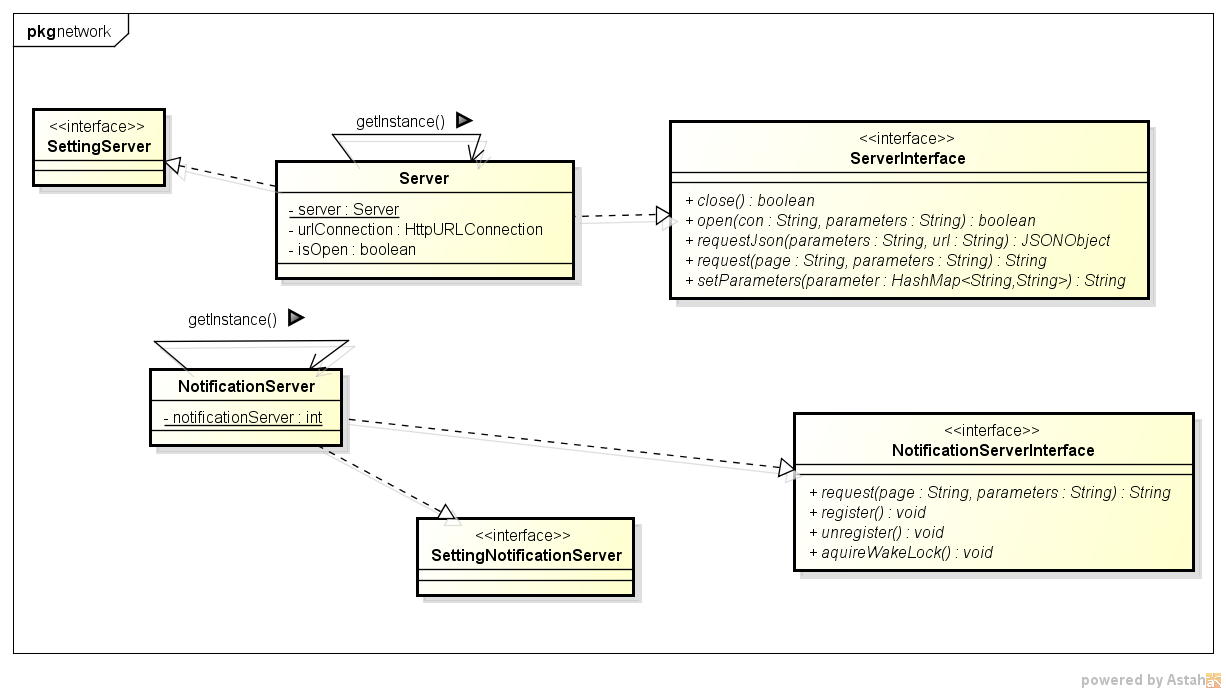 pkgnetwork
<<interface>>
SettingServer
getInstance()
Server
- server : Server
- urlConnection : HttpURLConnection
- isOpen : boolean
<<interface>>
ServerInterface
+ close() : boolean
+ open(con : String, parameters : String) : boolean
+ requestJson(parameters : String, url : String) : JSONObject
+ request(page : String, parameters : String) : String
+ setParameters(parameter : HashMap<String,String>) : String
getInstance()
NotificationServer
- notificationServer : int
<<interface>>
NotificationServerInterface
+ request(page : String, parameters : String) : String
+ register() : void
+ unregister() : void
+ aquireWakeLock() : void
<<interface>>
SettingNotificationServer
powered by Astah